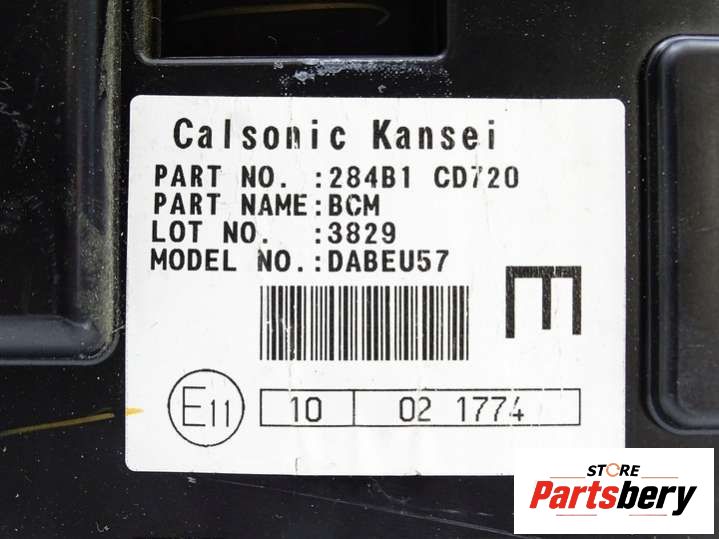 Calsonic Kansei
PART NO. :284B1 CD720
PART NAME:BCM
LOT NO. :3829
MODEL NO.:DABEU57
E
E11
10 02 1774
STORE
Partsbery